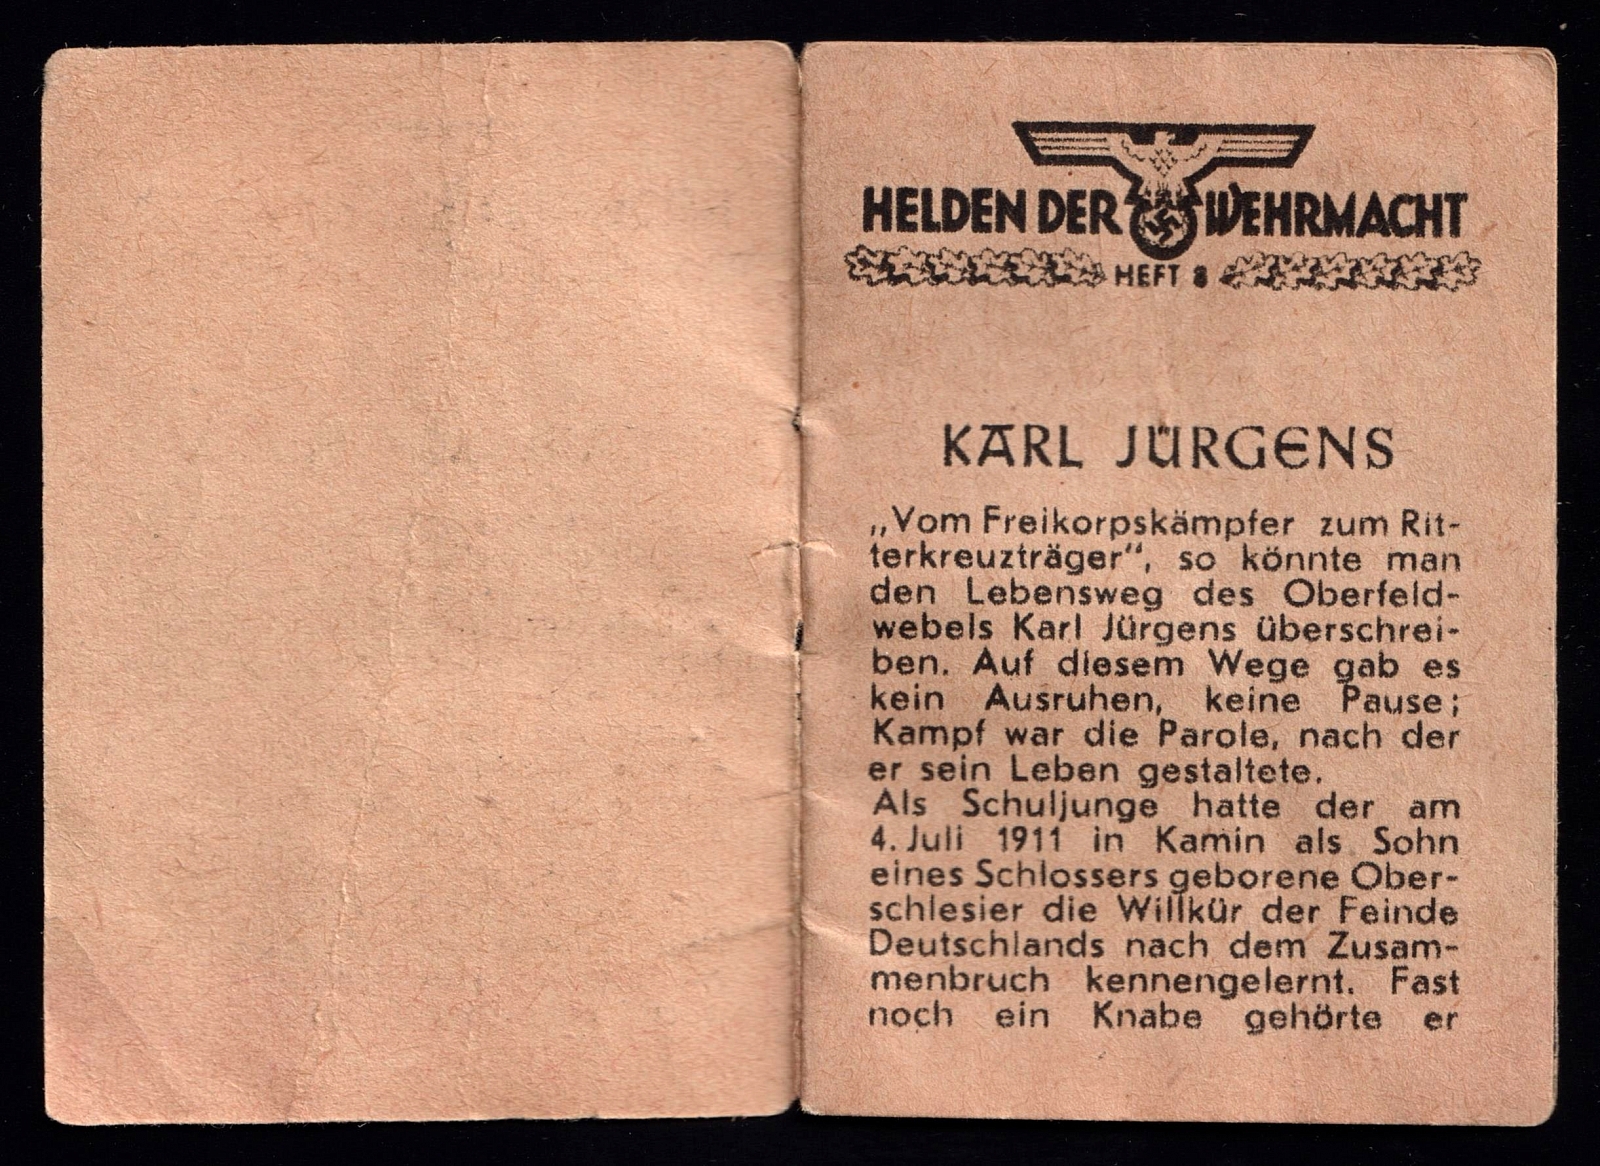 HELDEN DER WEHRMACHT
HEFT 8
KARL JÜRGENS
„Vom Freikorpskämpfer zum Rit-
terkreuzträger“, so könnte man
den Lebensweg des Oberfeld-
webels Karl Jürgens überschrei-
ben. Auf diesem Wege gab es
kein Ausruhen, keine Pause;
Kampf war die Parole, nach der
er sein Leben gestaltete.
Als Schuljunge hatte der am
4. Juli 1911 in Kamin als Sohn
eines Schlossers geborene Ober-
schlesier die Willkür der Feinde
Deutschlands nach dem Zusam-
menbruch kennengelernt. Fast
noch ein Knabe gehörte er